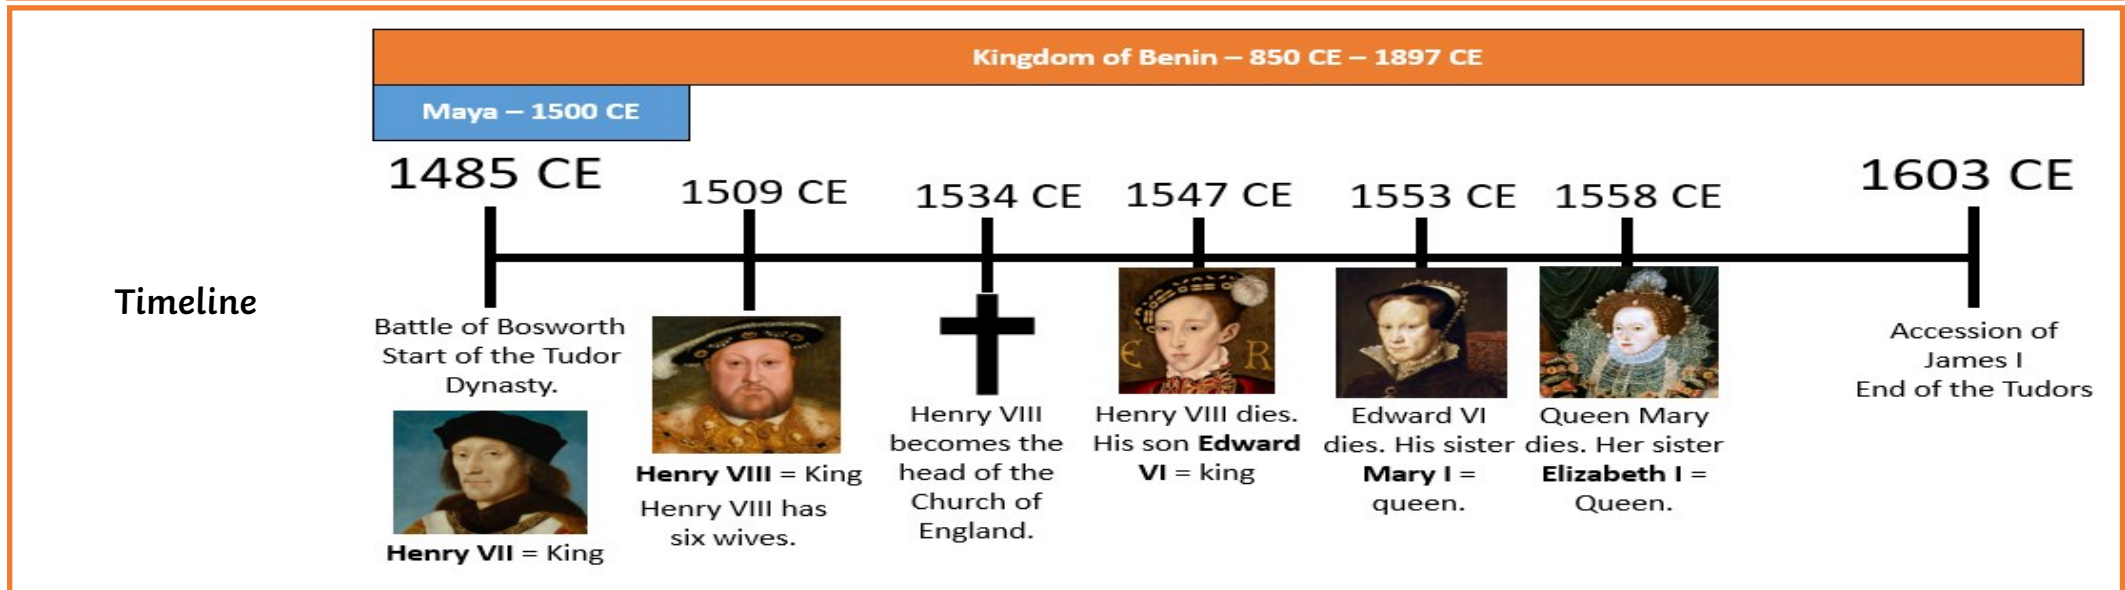 Kingdom of Benin – 850 CE – 1897 CE
Maya – 1500 CE
1485 CE
1509 CE
1534 CE
1547 CE
1553 CE
1558 CE
1603 CE
Timeline
Battle of Bosworth
Start of the Tudor
Dynasty.
Henry VII = King
Henry VIII = King
Henry VIII has
six wives.
Henry VIII
becomes the
head of the
Church of
England.
E R
Henry VIII dies.
His son Edward
VI = king
Edward VI
dies. His sister
Mary I =
queen.
Queen Mary
dies. Her sister
Elizabeth I =
Queen.
Accession of
James I
End of the Tudors